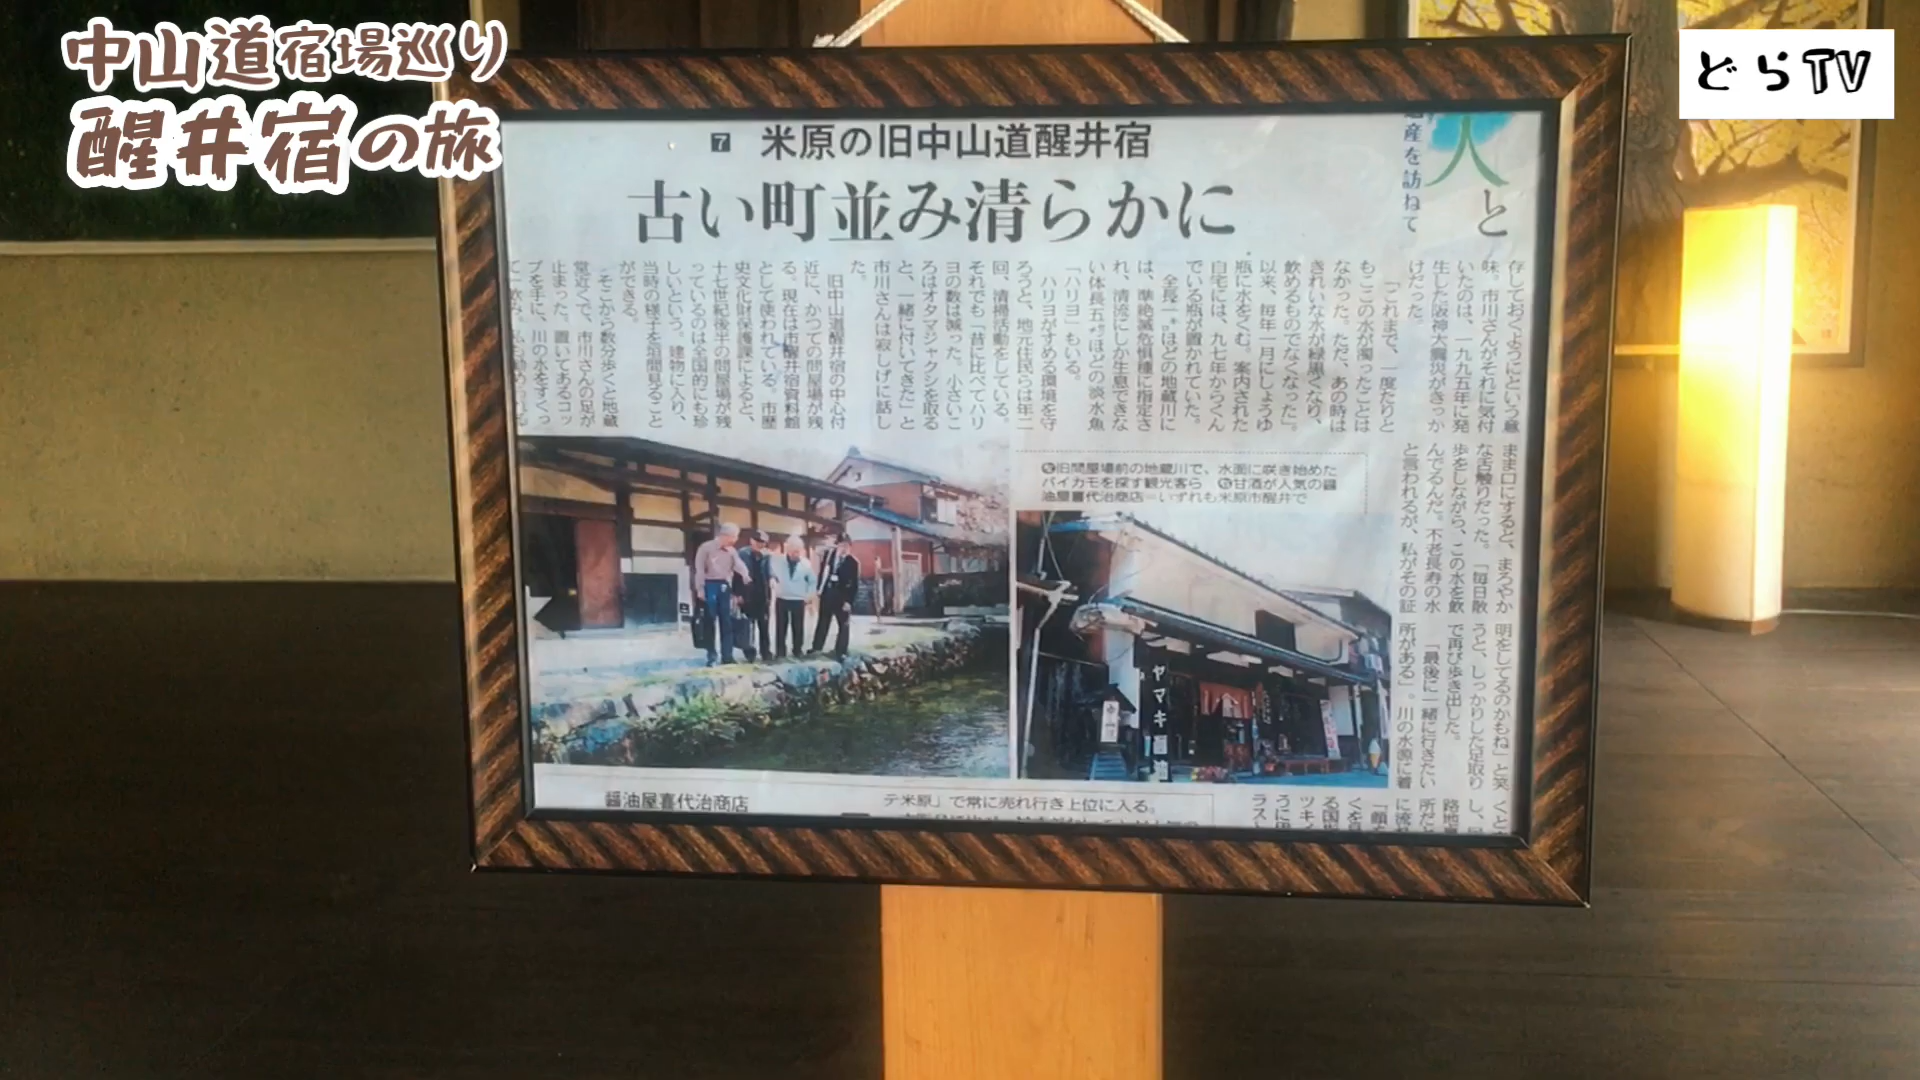 中山道宿場巡り
醒井宿の旅
どらTV
7 米原の旧中山道醒井宿
古い町並み清らかに
産を訪ねて
人と
存しておくようにという意
味。市川さんがそれに気付
いたのは、一九九五年に発
生した阪神大震災がきっか
けだった。
「これまで、一度たりと
もここの水が濁ったことは
なかった。ただ、あの時は
きれいな水が緑黒くなり、
飲めるものでなくなった」。
以来、毎年一月にしょうゆ
瓶に水をくむ。案内された
自宅には、九七年からくん
でいる瓶が置かれていた。
全長一㌔ほどの地蔵川に
は、準絶滅危惧種に指定さ
れ、清流にしか生息できな
い体長五㌢ほどの淡水魚
「ハリヨ」もいる。
ハリヨがすめる環境を守
ろうと、地元住民らは年二
回、清掃活動をしている。
それでも「昔に比べてハリ
ヨの数は減った。小さいこ
ろはオタマジャクシを取る
と、一緒に付いてきた」と
市川さんは寂しげに話し
た。
旧中山道醒井宿の中心付
近に、かつての問屋場が残
る。現在は市醒井宿資料館
として使われている。市歴
史文化財保護課によると、
十七世紀後半の問屋場が残
っているのは全国的にも珍
しいという。建物に入り、
当時の様子を垣間見ること
ができる。
そこから数分歩くと地蔵
堂近くで、市川さんの足が
止まった。置いてあるコッ
プを手に、川の水をすくっ
て
まま口にすると、まろやか
な舌触りだった。「毎日散
歩をしながら、この水を飲
んでるんだ。不老長寿の水
と言われるが、私がその証
明をしてるのかもね」と笑
うと、しっかりした足取り
で再び歩き出した。
「最後に一緒に行きたい
所がある」。川の水源に着
旧問屋場前の地蔵川で、水面に咲き始めた
バイカモを探す観光客ら 甘酒が人気の醤
油屋喜代治商店＝いずれも米原市醒井で
ヤマキ醤油
醤油屋喜代治商店
テ米原」で常に売れ行き上位に入る。